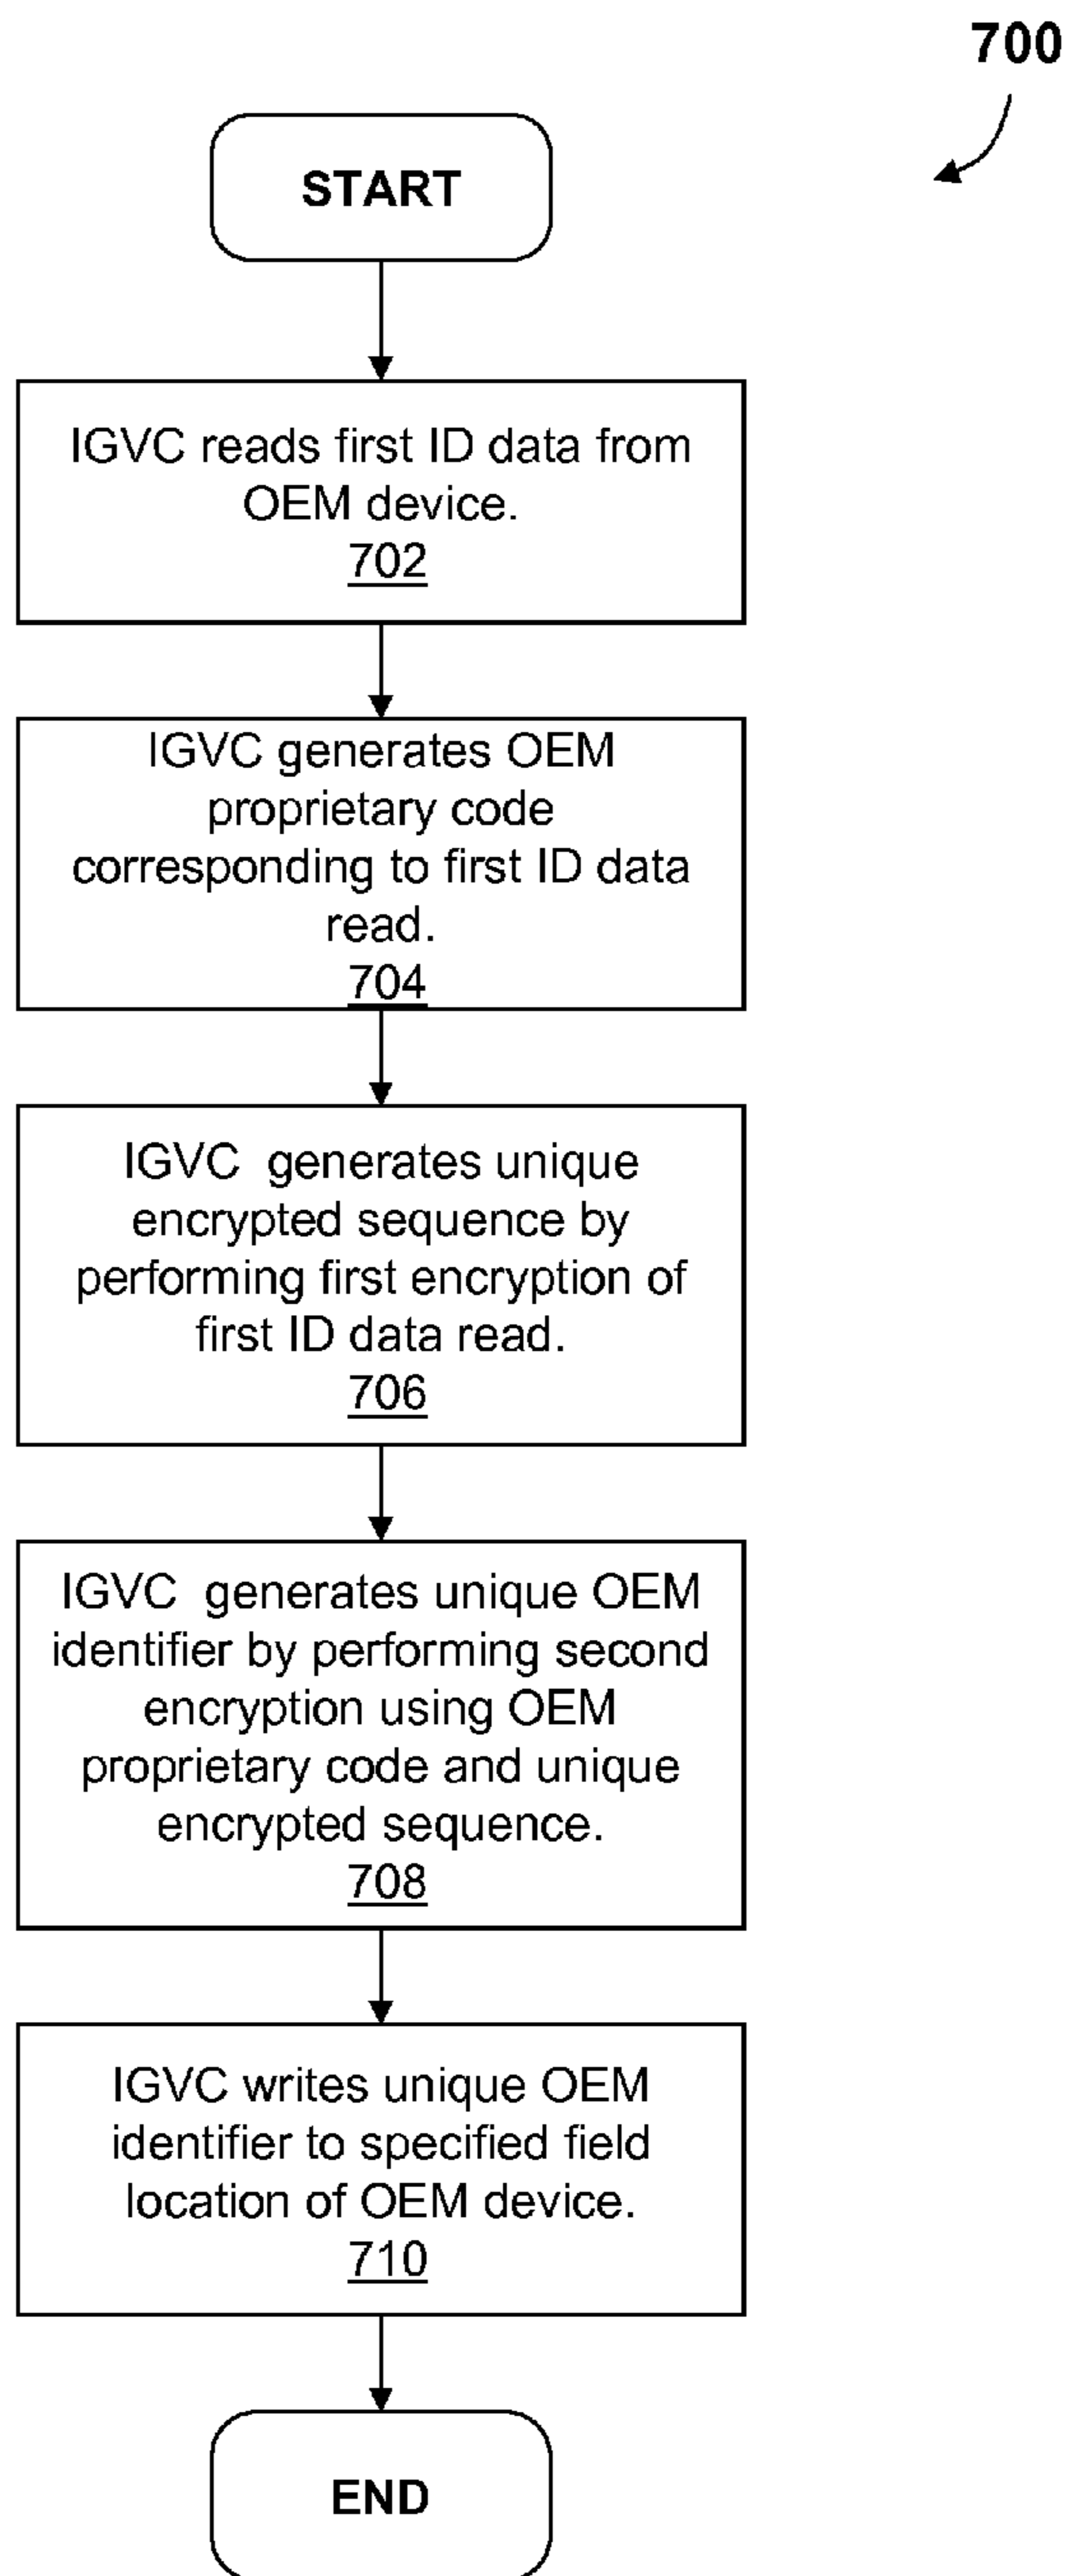 700
START
IGVC reads first ID data from
OEM device.
702
IGVC generates OEM
proprietary code
corresponding to first ID data
read.
704
IGVC generates unique
encrypted sequence by
performing first encryption of
first ID data read.
706
IGVC generates unique OEM
identifier by performing second
encryption using OEM
proprietary code and unique
encrypted sequence.
708
IGVC writes unique OEM
identifier to specified field
location of OEM device.
710
END